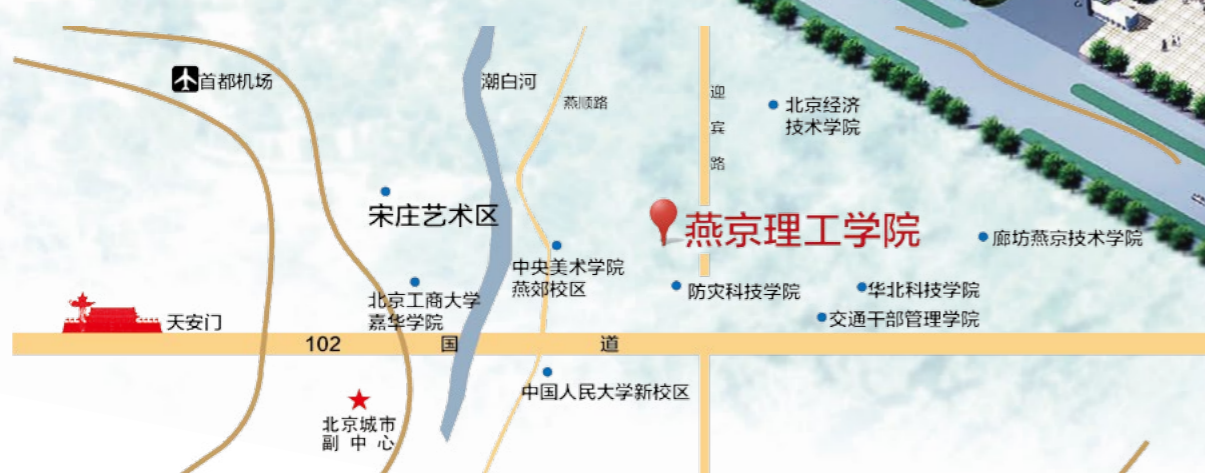 首都机场
潮白河
燕顺路
迎宾路
北京经济
技术学院
宋庄艺术区
燕京理工学院
廊坊燕京技术学院
中央美术学院
燕郊校区
防灾科技学院
华北科技学院
北京工商大学
嘉华学院
天安门
交通干部管理学院
102 国 道
中国人民大学新校区
北京城市
副 中 心